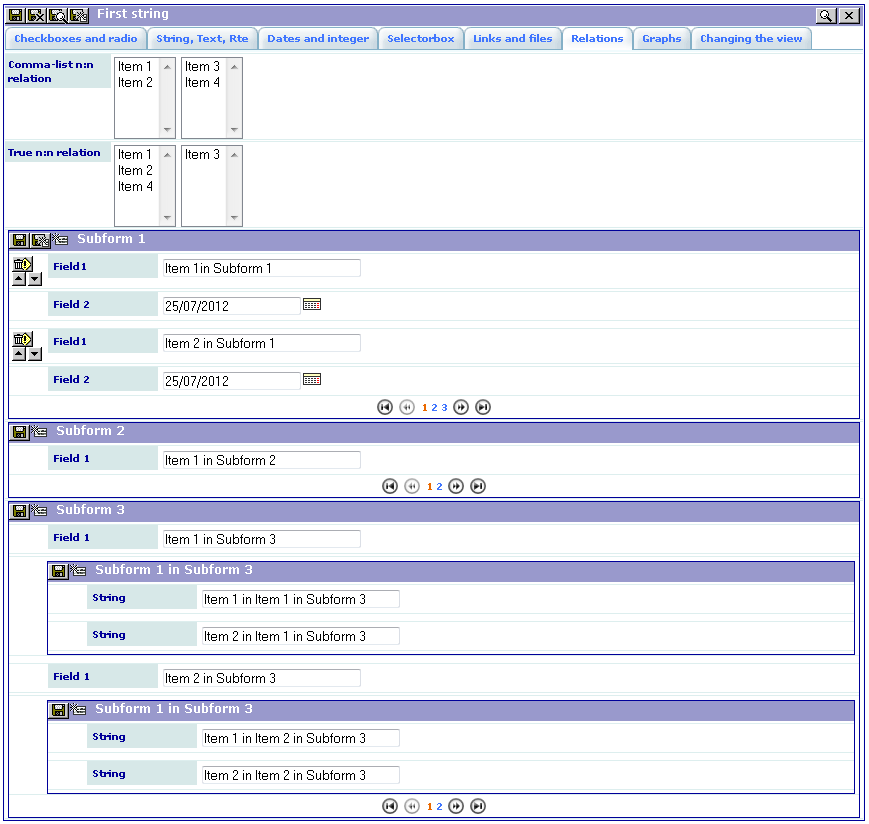 First string
Checkboxes and radio String, Text, Rte Dates and integer Selectorbox Links and files Relations Graphs Changing the view
Comma-list n:n relation
Item 1 Item 3
Item 2 Item 4
True n:n relation
Item 1 Item 3
Item 2
Item 4
Subform 1
Field1 Item 1in Subform 1
Field 2 25/07/2012
Field1 Item 2 in Subform 1
Field 2 25/07/2012
1 2 3
Subform 2
Field 1 Item 1 in Subform 2
1 2
Subform 3
Field 1 Item 1 in Subform 3
Subform 1 in Subform 3
String Item 1 in Item 1 in Subform 3
String Item 2 in Item 1 in Subform 3
Field 1 Item 2 in Subform 3
Subform 1 in Subform 3
String Item 1 in Item 2 in Subform 3
String Item 2 in Item 2 in Subform 3
1 2